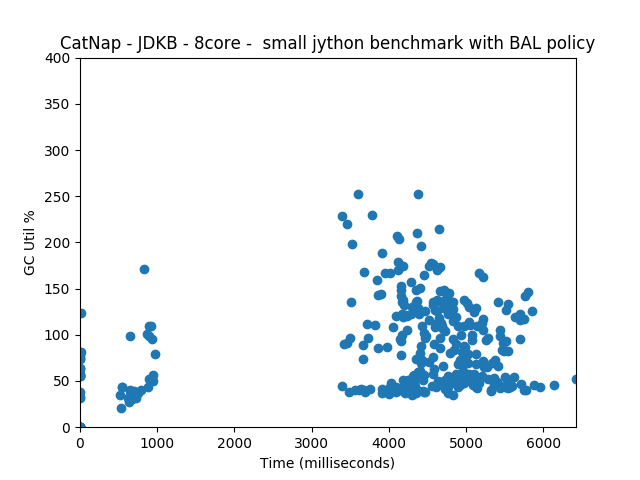 CatNap - JDKB - 8core -  small jython benchmark with BAL policy
400
350
300
250
200
150
100
50
0
GC Util %
0 1000 2000 3000 4000 5000 6000
Time (milliseconds)